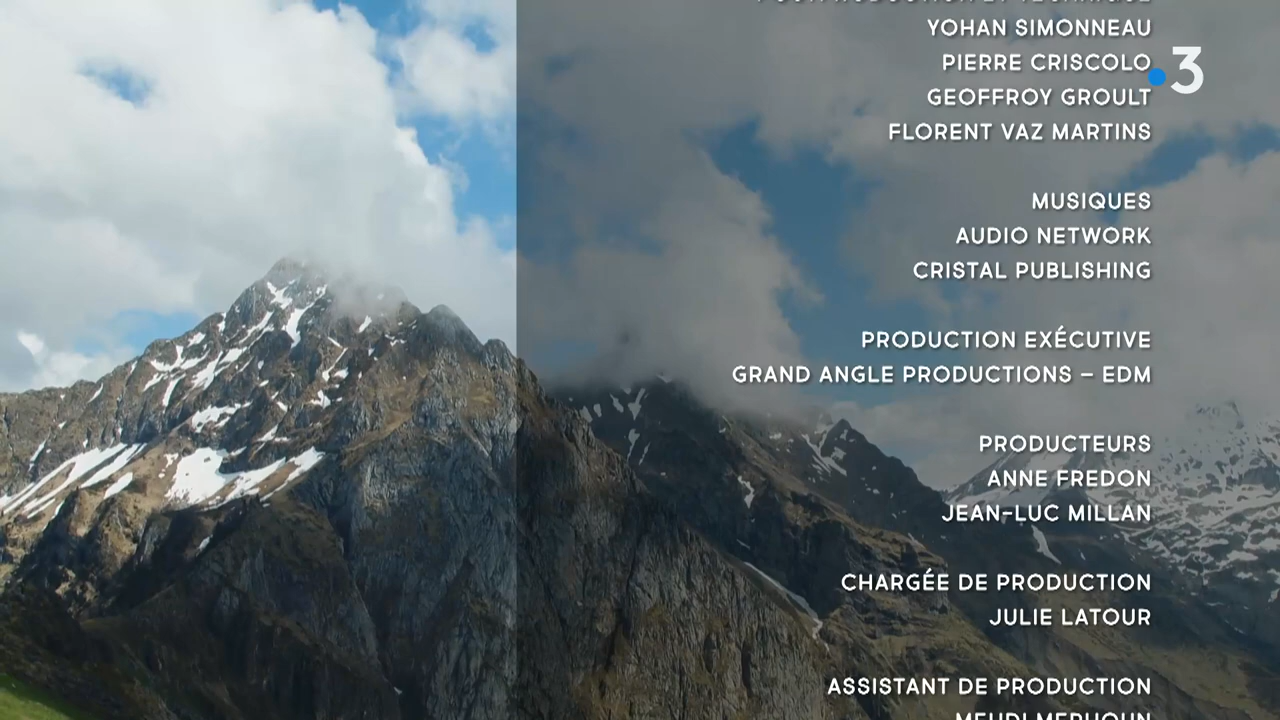 YOHAN SIMONNEAU
PIERRE CRISCOLO
3
GEOFFROY GROULT
FLORENT VAZ MARTINS
MUSIQUES
AUDIO NETWORK
CRISTAL PUBLISHING
PRODUCTION EXÉCUTIVE
GRAND ANGLE PRODUCTIONS – EDM
PRODUCTEURS
ANNE FREDON
JEAN-LUC MILLAN
CHARGÉE DE PRODUCTION
JULIE LATOUR
ASSISTANT DE PRODUCTION